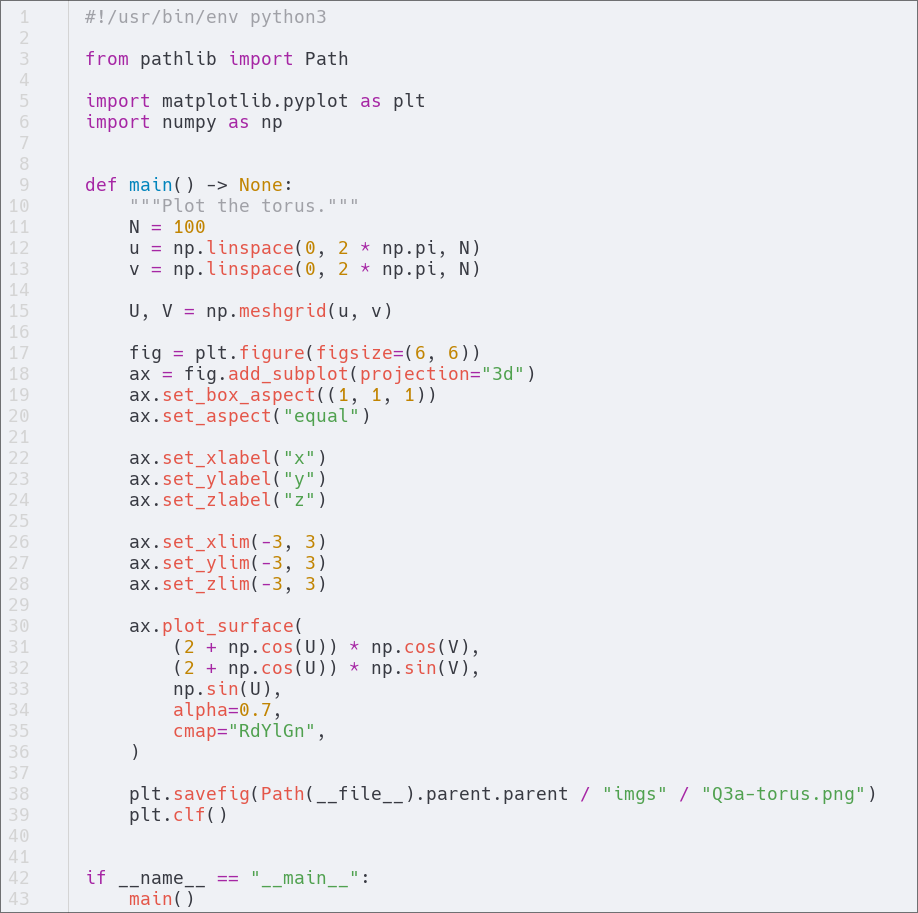 1 #!/usr/bin/env python3
2
3 from pathlib import Path
4
5 import matplotlib.pyplot as plt
6 import numpy as np
7
8
9 def main() -> None:
10     """Plot the torus."""
11     N = 100
12     u = np.linspace(0, 2 * np.pi, N)
13     v = np.linspace(0, 2 * np.pi, N)
14
15     U, V = np.meshgrid(u, v)
16
17     fig = plt.figure(figsize=(6, 6))
18     ax = fig.add_subplot(projection="3d")
19     ax.set_box_aspect((1, 1, 1))
20     ax.set_aspect("equal")
21
22     ax.set_xlabel("x")
23     ax.set_ylabel("y")
24     ax.set_zlabel("z")
25
26     ax.set_xlim(-3, 3)
27     ax.set_ylim(-3, 3)
28     ax.set_zlim(-3, 3)
29
30     ax.plot_surface(
31         (2 + np.cos(U)) * np.cos(V),
32         (2 + np.cos(U)) * np.sin(V),
33         np.sin(U),
34         alpha=0.7,
35         cmap="RdYlGn",
36     )
37
38     plt.savefig(Path(__file__).parent.parent / "imgs" / "Q3a-torus.png")
39     plt.clf()
40
41
42 if __name__ == "__main__":
43     main()